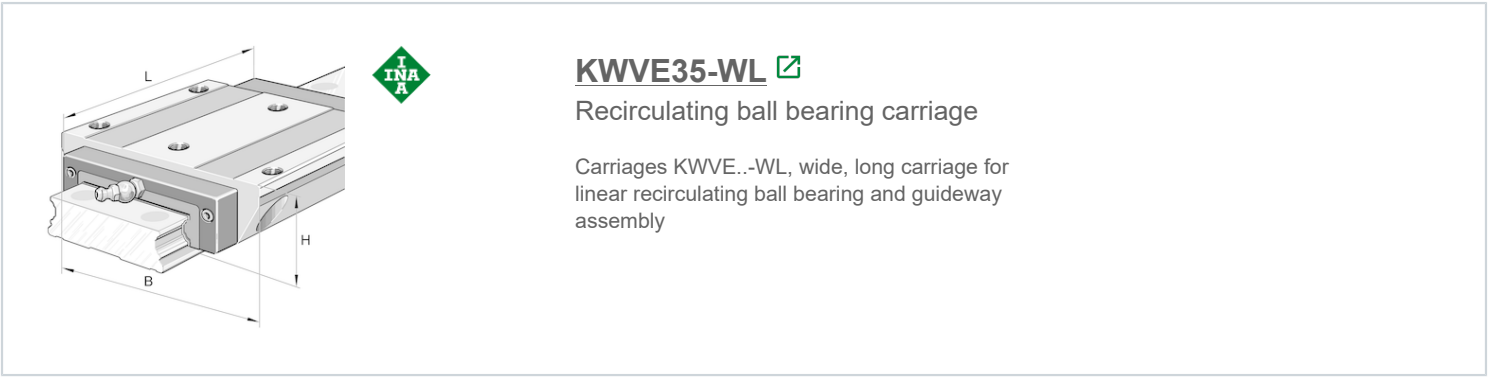 L
H
B
I
INA
A
KWVE35-WL
Recirculating ball bearing carriage
Carriages KWVE..-WL, wide, long carriage for
linear recirculating ball bearing and guideway
assembly